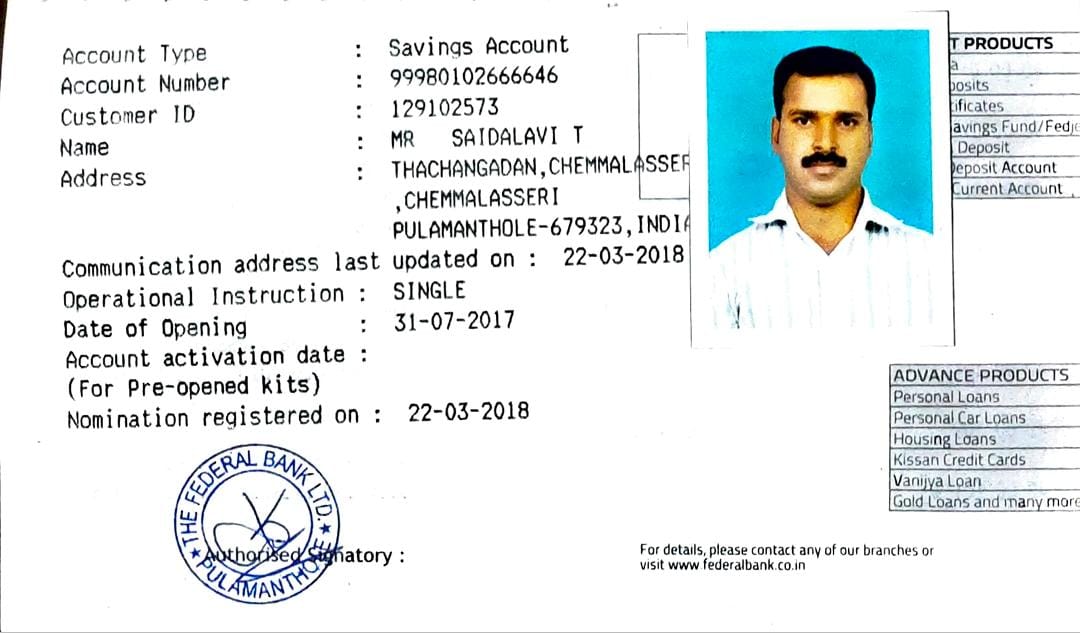 Account Type : Savings Account
Account Number : 99980102666646
Customer ID : 129102573
Name : MR SAIDALAVI T
Address : THACHANGADAN,CHEMMALASSER
,CHEMMALASSERI
PULAMANTHOLE-679323,INDIA
Communication address last updated on : 22-03-2018
Operational Instruction : SINGLE
Date of Opening : 31-07-2017
Account activation date :
(For Pre-opened kits)
Nomination registered on : 22-03-2018
THE FEDERAL BANK LTD.
PULAMANTHOLE
Authorised Signatory :
T PRODUCTS
a
posits
ificates
avings Fund/Fedje
Deposit
Deposit Account
Current Account
ADVANCE PRODUCTS
Personal Loans
Personal Car Loans
Housing Loans
Kissan Credit Cards
Vanijya Loan
Gold Loans and many more
For details, please contact any of our branches or
visit www.federalbank.co.in